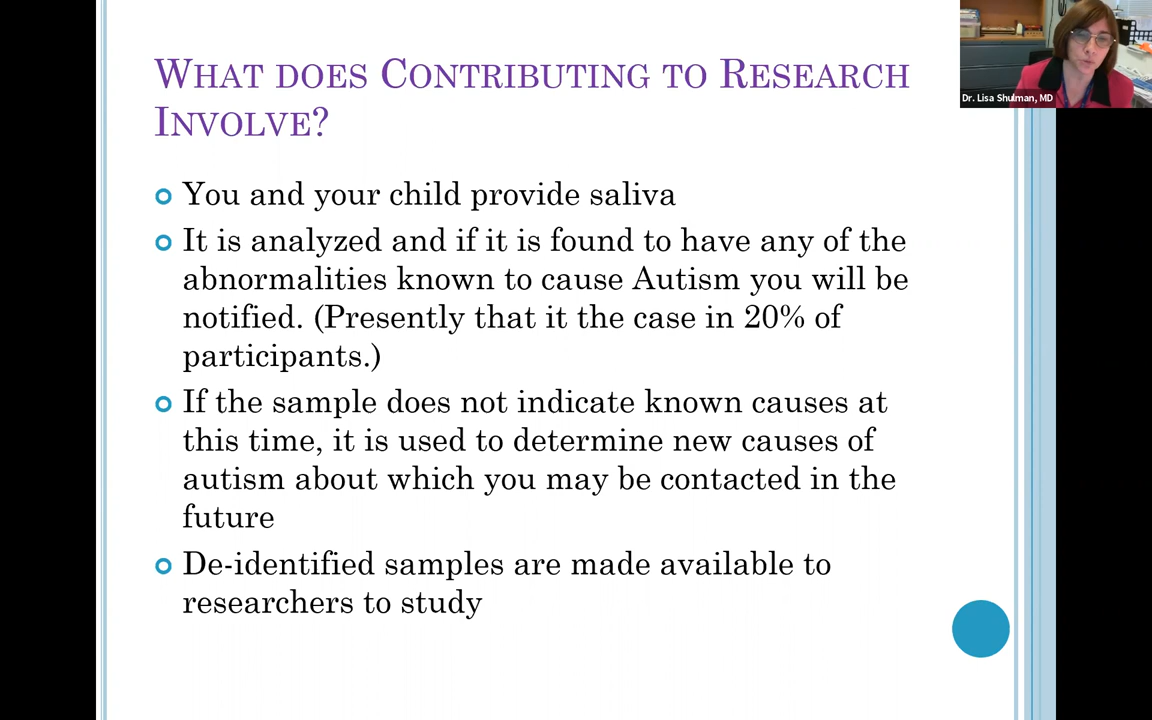 WHAT DOES CONTRIBUTING TO RESEARCH
INVOLVE?
Dr. Lisa Shulman, MD
You and your child provide saliva
It is analyzed and if it is found to have any of the
abnormalities known to cause Autism you will be
notified. (Presently that it the case in 20% of
participants.)
If the sample does not indicate known causes at
this time, it is used to determine new causes of
autism about which you may be contacted in the
future
De-identified samples are made available to
researchers to study